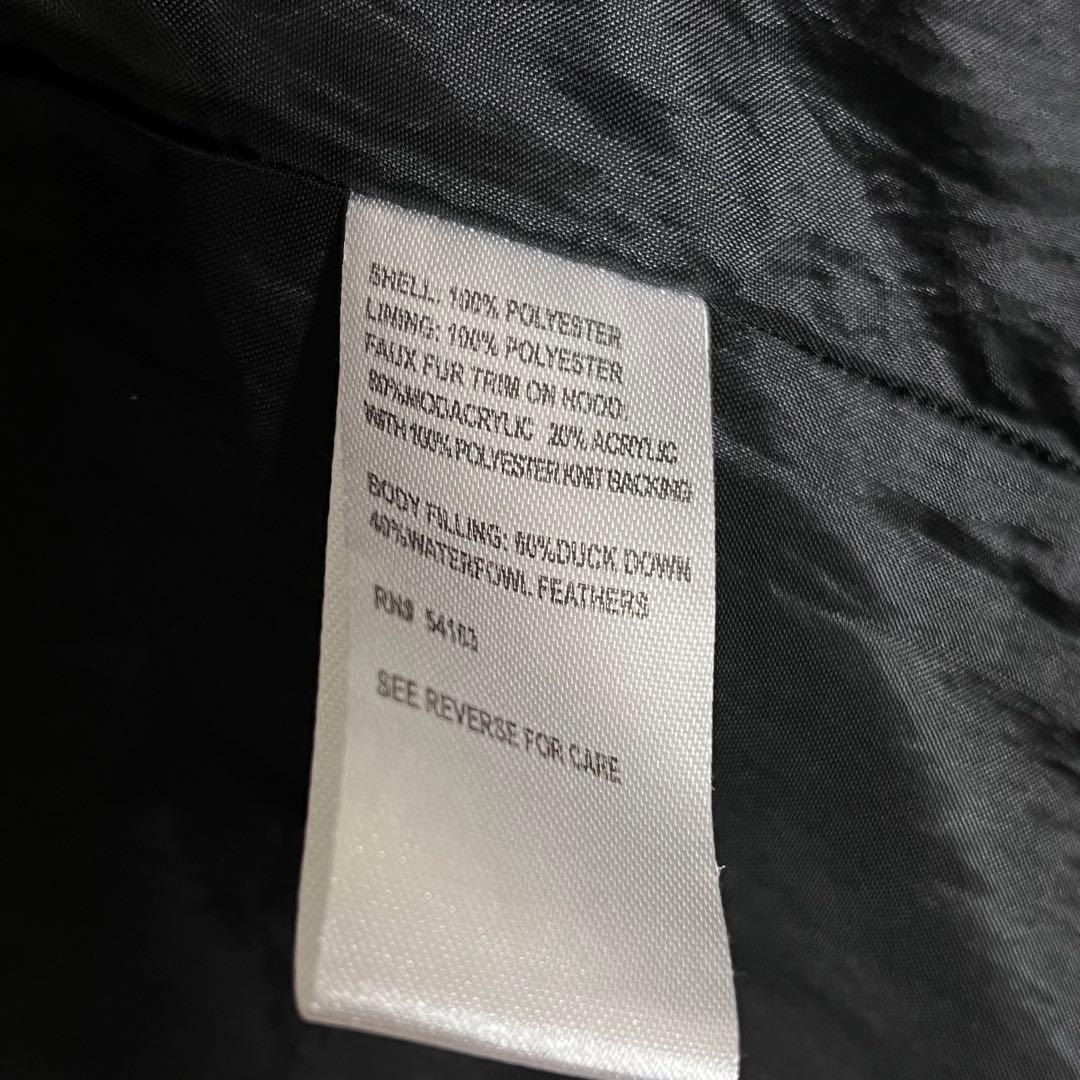 SHELL: 100% POLYESTER
LINING: 100% POLYESTER
FAUX FUR TRIM ON HOOD:
80%MODACRYLIC 20% ACRYLIC
WITH 100% POLYESTER KNIT BACKING
BODY FILLING: 60%DUCK DOWN
40%WATERFOWL FEATHERS
RN# 54163
SEE REVERSE FOR CARE